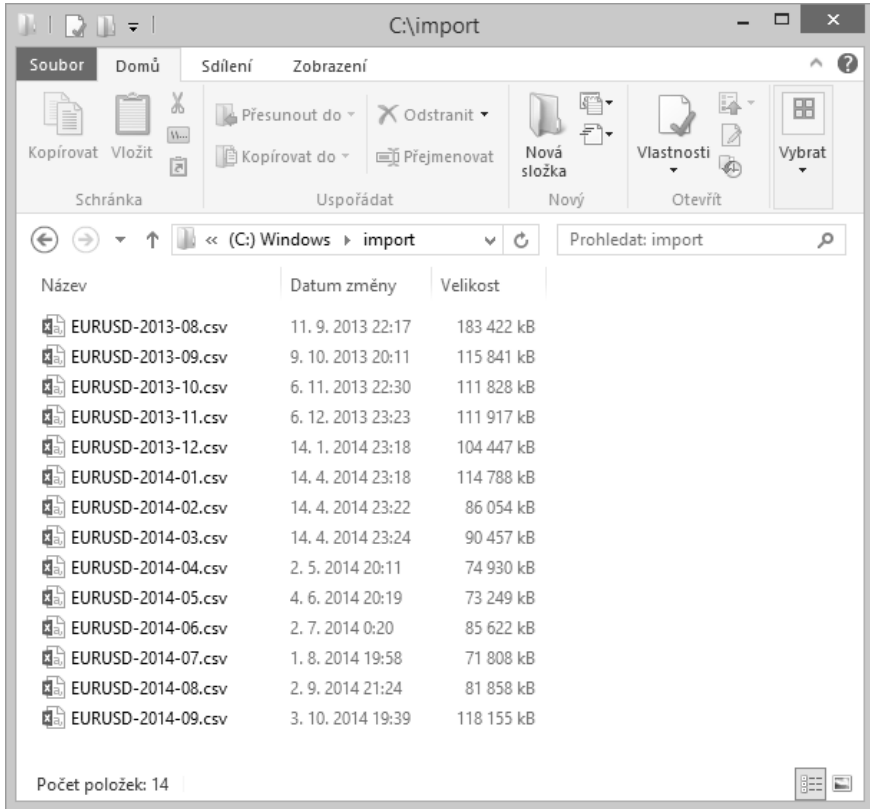 C:\import
Soubor Domů Sdílení Zobrazení
Kopírovat Vložit
Přesunout do Odstranit
Kopírovat do Přejmenovat
Nová složka
Vlastnosti
Vybrat
Schránka Uspořádat Nový Otevřít
« (C:) Windows import Prohledat: import
Název Datum změny Velikost
EURUSD-2013-08.csv 11. 9. 2013 22:17 183 422 kB
EURUSD-2013-09.csv 9. 10. 2013 20:11 115 841 kB
EURUSD-2013-10.csv 6. 11. 2013 22:30 111 828 kB
EURUSD-2013-11.csv 6. 12. 2013 23:23 111 917 kB
EURUSD-2013-12.csv 14. 1. 2014 23:18 104 447 kB
EURUSD-2014-01.csv 14. 4. 2014 23:18 114 788 kB
EURUSD-2014-02.csv 14. 4. 2014 23:22 86 054 kB
EURUSD-2014-03.csv 14. 4. 2014 23:24 90 457 kB
EURUSD-2014-04.csv 2. 5. 2014 20:11 74 930 kB
EURUSD-2014-05.csv 4. 6. 2014 20:19 73 249 kB
EURUSD-2014-06.csv 2. 7. 2014 0:20 85 622 kB
EURUSD-2014-07.csv 1. 8. 2014 19:58 71 808 kB
EURUSD-2014-08.csv 2. 9. 2014 21:24 81 858 kB
EURUSD-2014-09.csv 3. 10. 2014 19:39 118 155 kB
Počet položek: 14